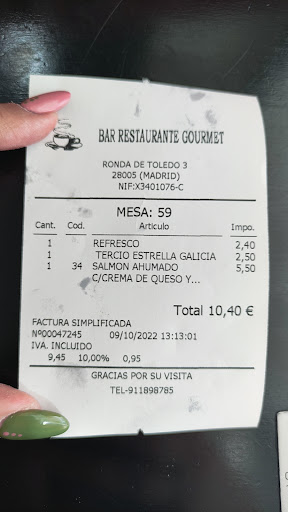 BAR RESTAURANTE GOURMET
RONDA DE TOLEDO 3
28005 (MADRID)
NIF:X3401076-C
MESA: 59
Cant. Cod. Articulo Impo.
1 REFRESCO 2,40
1 TERCIO ESTRELLA GALICIA 2,50
1 34 SALMON AHUMADO 5,50
C/CREMA DE QUESO Y...
Total 10,40 €
FACTURA SIMPLIFICADA
Nº00047245 09/10/2022 13:13:01
IVA. INCLUIDO
9,45 10,00% 0,95
GRACIAS POR SU VISITA
TEL-911898785